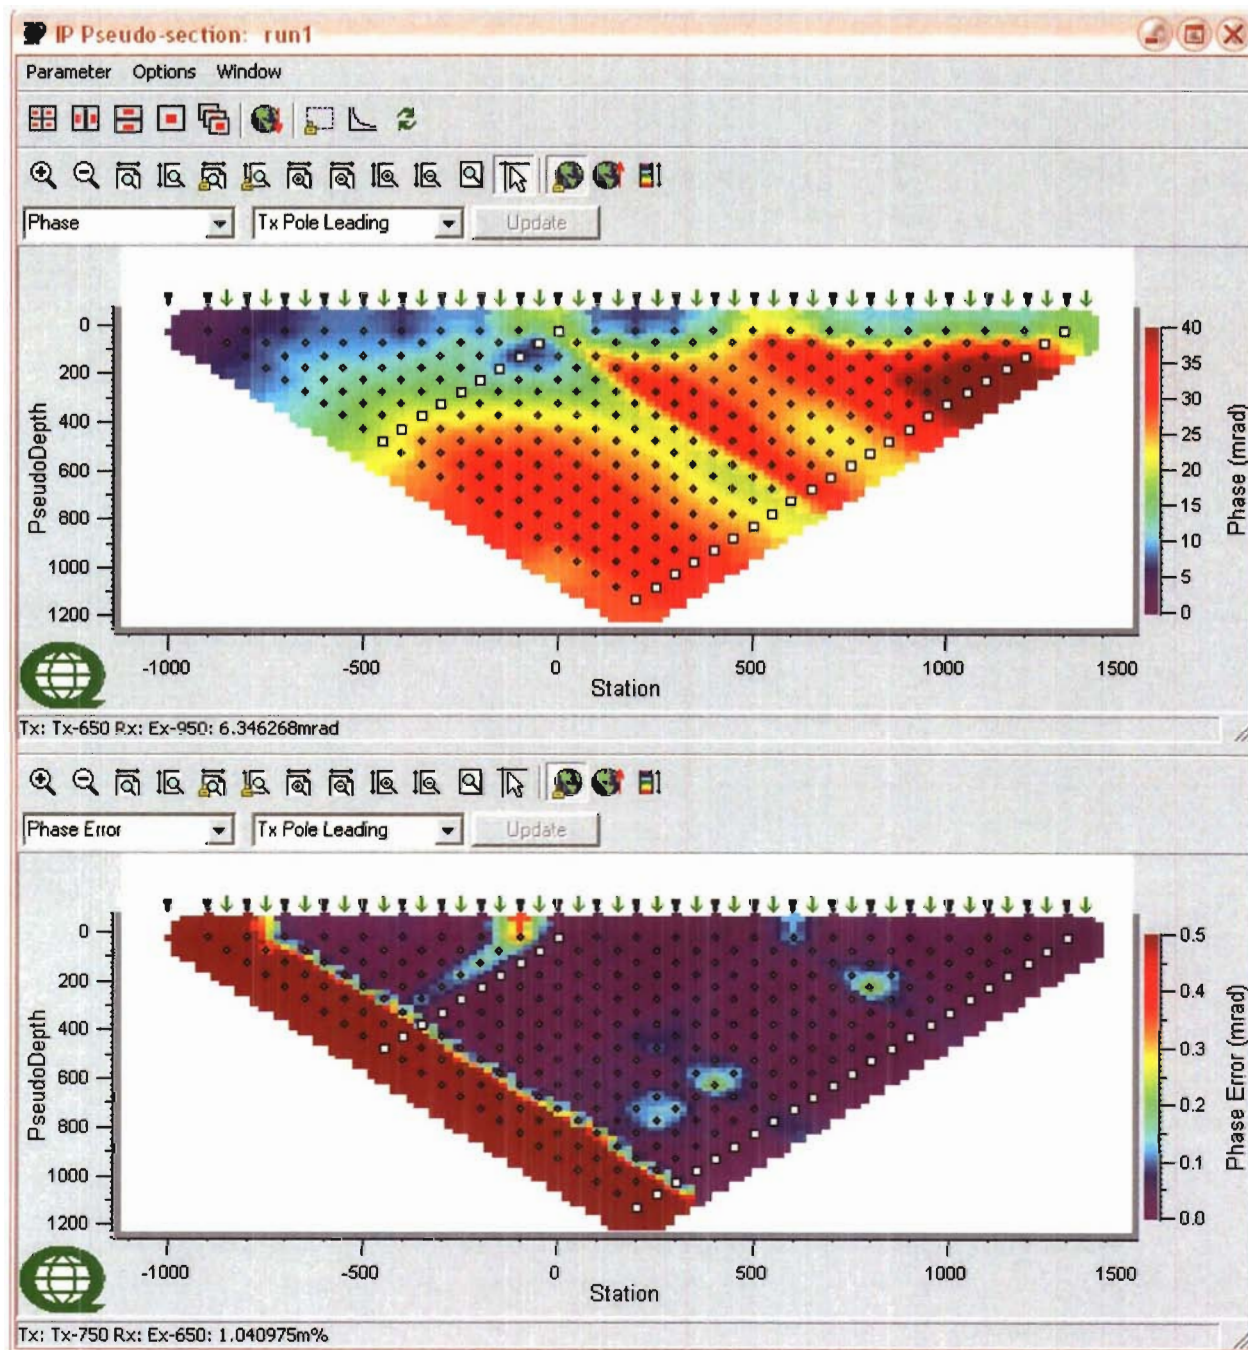 IP Pseudo-section: run1
Parameter Options Window
Phase Tx Pole Leading Update
0
200
400
600
800
1000
1200
PseudoDepth
-1000 -500 0 500 1000 1500
Station
40
35
30
25
20
15
10
5
0
Phase (mrad)
Tx: Tx-650 Rx: Ex-950: 6.346268mrad
Phase Error Tx Pole Leading Update
0
200
400
600
800
1000
1200
PseudoDepth
-1000 -500 0 500 1000 1500
Station
0.5
0.4
0.3
0.2
0.1
0.0
Phase Error (mrad)
Tx: Tx-750 Rx: Ex-650: 1.040975m%